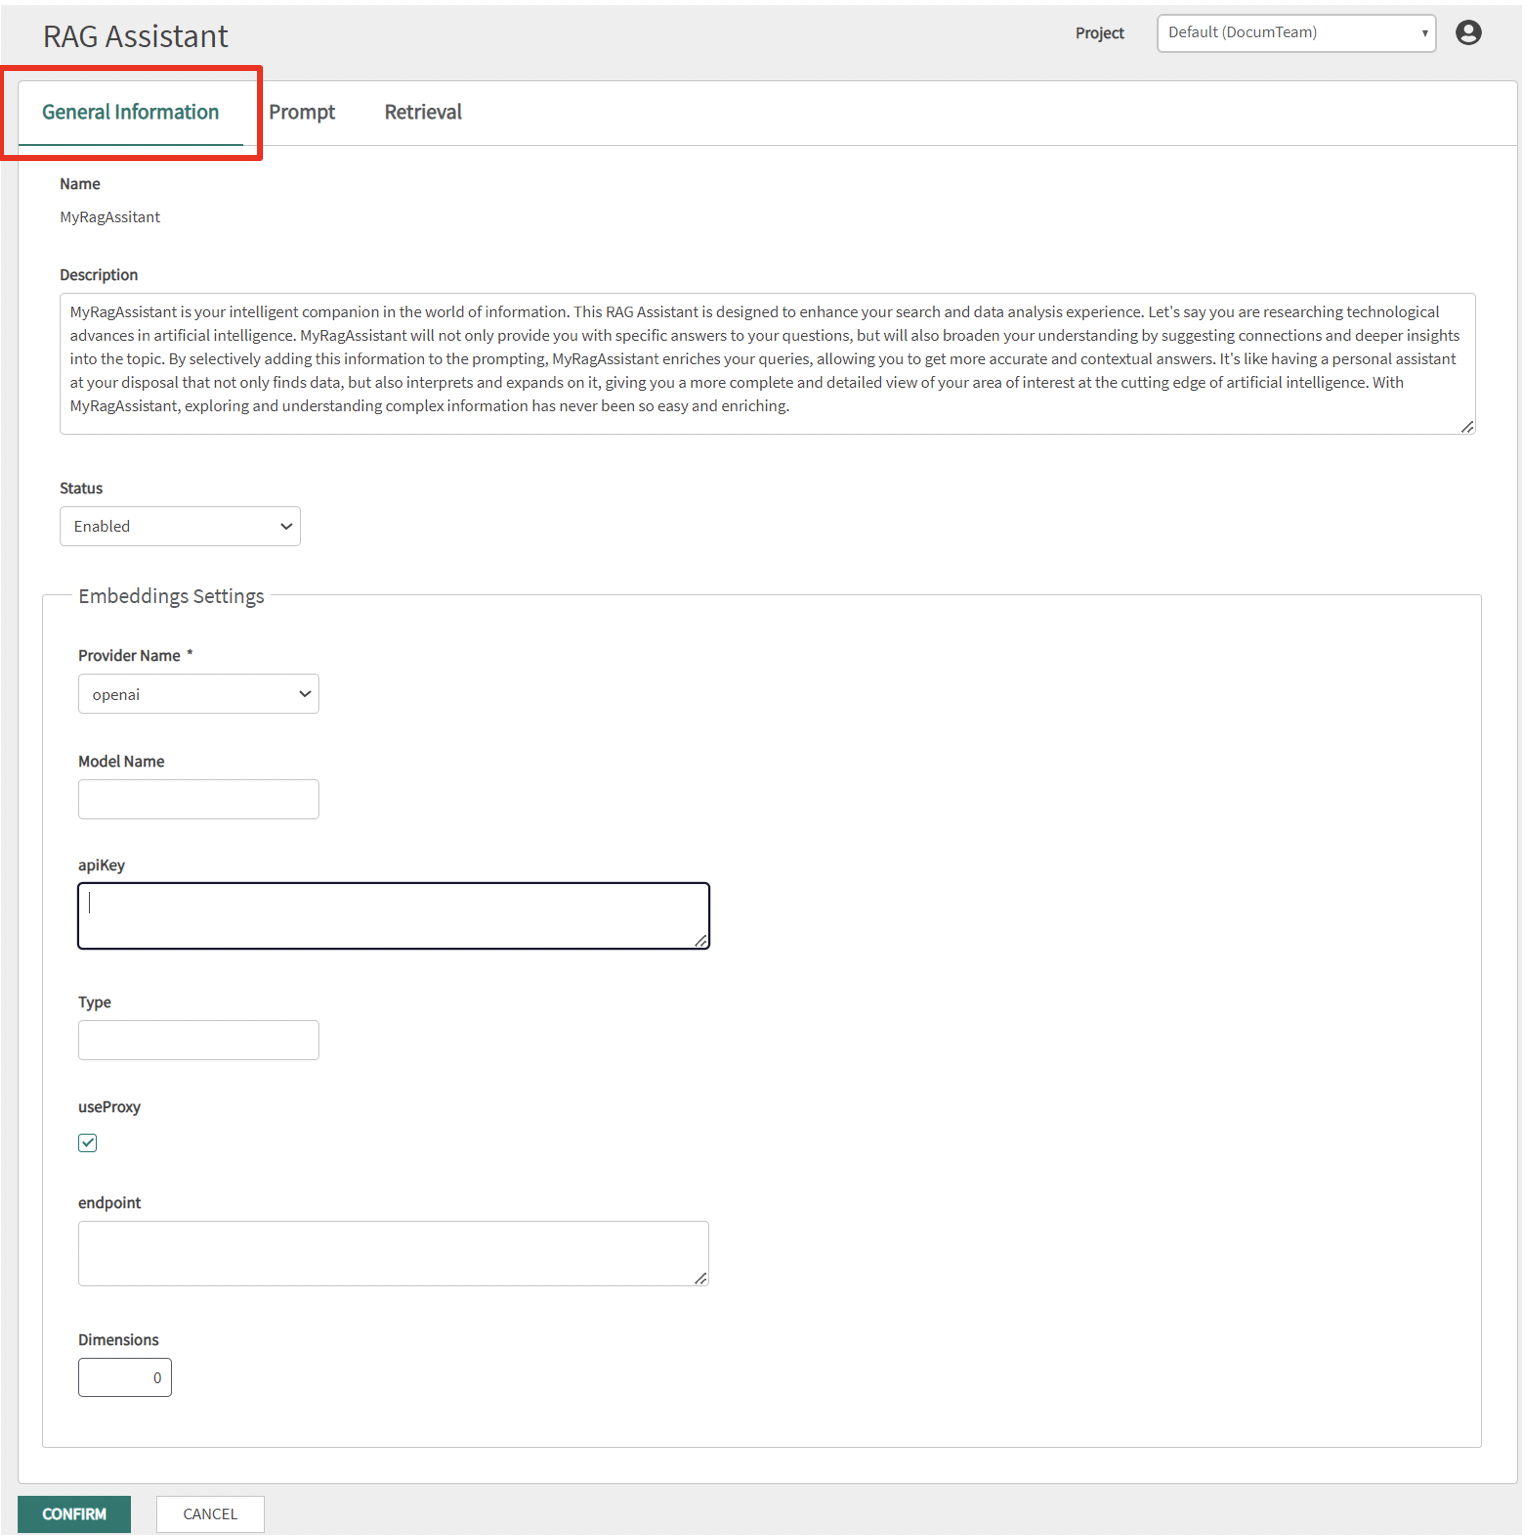 RAG Assistant
Project
Default (DocumTeam)
General Information
Prompt
Retrieval
Name
MyRagAssitant
Description
MyRagAssistant is your intelligent companion in the world of information. This RAG Assistant is designed to enhance your search and data analysis experience. Let's say you are researching technological
advances in artificial intelligence. MyRagAssistant will not only provide you with specific answers to your questions, but will also broaden your understanding by suggesting connections and deeper insights
into the topic. By selectively adding this information to the prompting, MyRagAssistant enriches your queries, allowing you to get more accurate and contextual answers. It's like having a personal assistant
at your disposal that not only finds data, but also interprets and expands on it, giving you a more complete and detailed view of your area of interest at the cutting edge of artificial intelligence. With
MyRagAssistant, exploring and understanding complex information has never been so easy and enriching.
Status
Enabled
Embeddings Settings
Provider Name *
openai
Model Name
apiKey
Type
useProxy
endpoint
Dimensions
0
CONFIRM
CANCEL